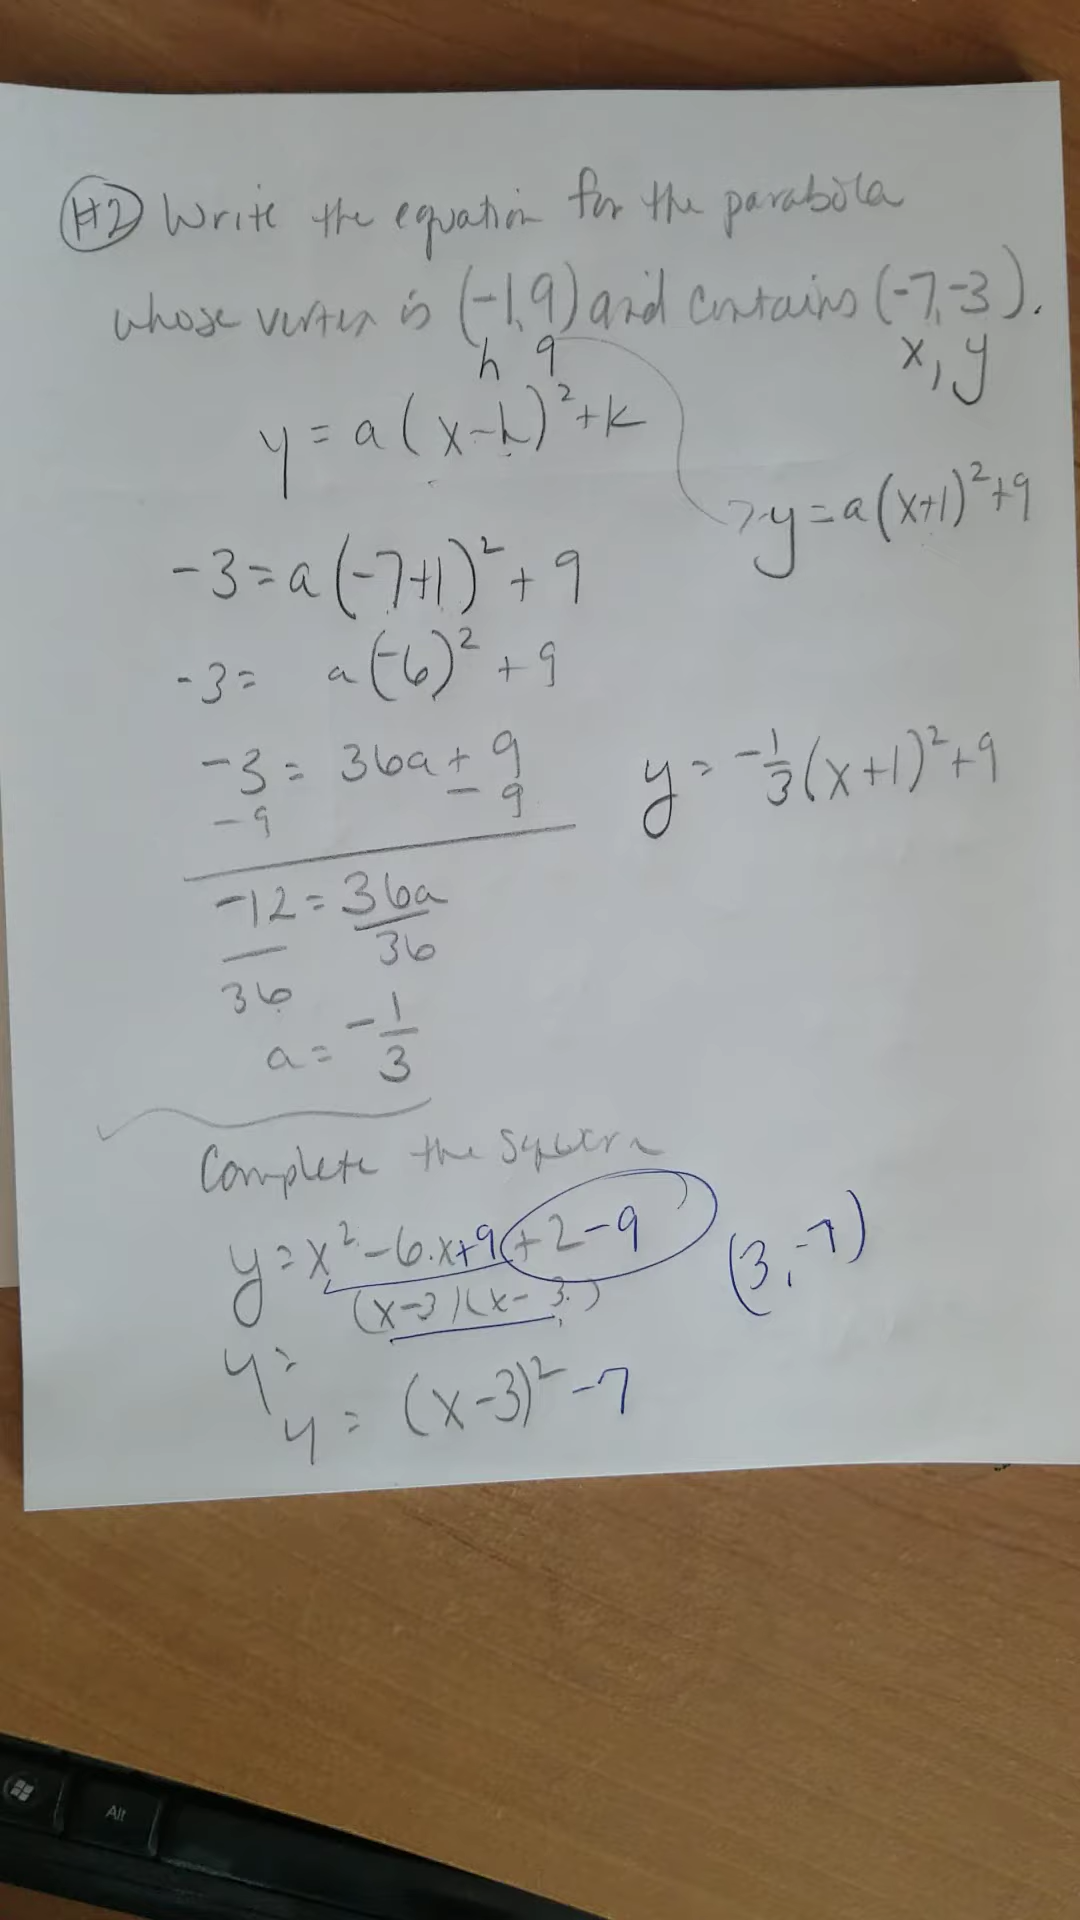 #2 Write the equation for the parabola
whose vertex is (-1,9) and contains (-7,-3).
h 9
x, y
y = a(x-h)²+k
y = a(x+1)²+9
-3 = a(-7+1)² + 9
-3 = a(-6)² + 9
-3 = 36a + 9
-9 - 9
y = -1/3(x+1)²+9
-12 = 36a
36 36
a = -1/3
Complete the square
y = x² - 6x + 9 + 2 - 9
(3, -7)
(x-3)(x-3)
y =
y = (x-3)² - 7
Alt